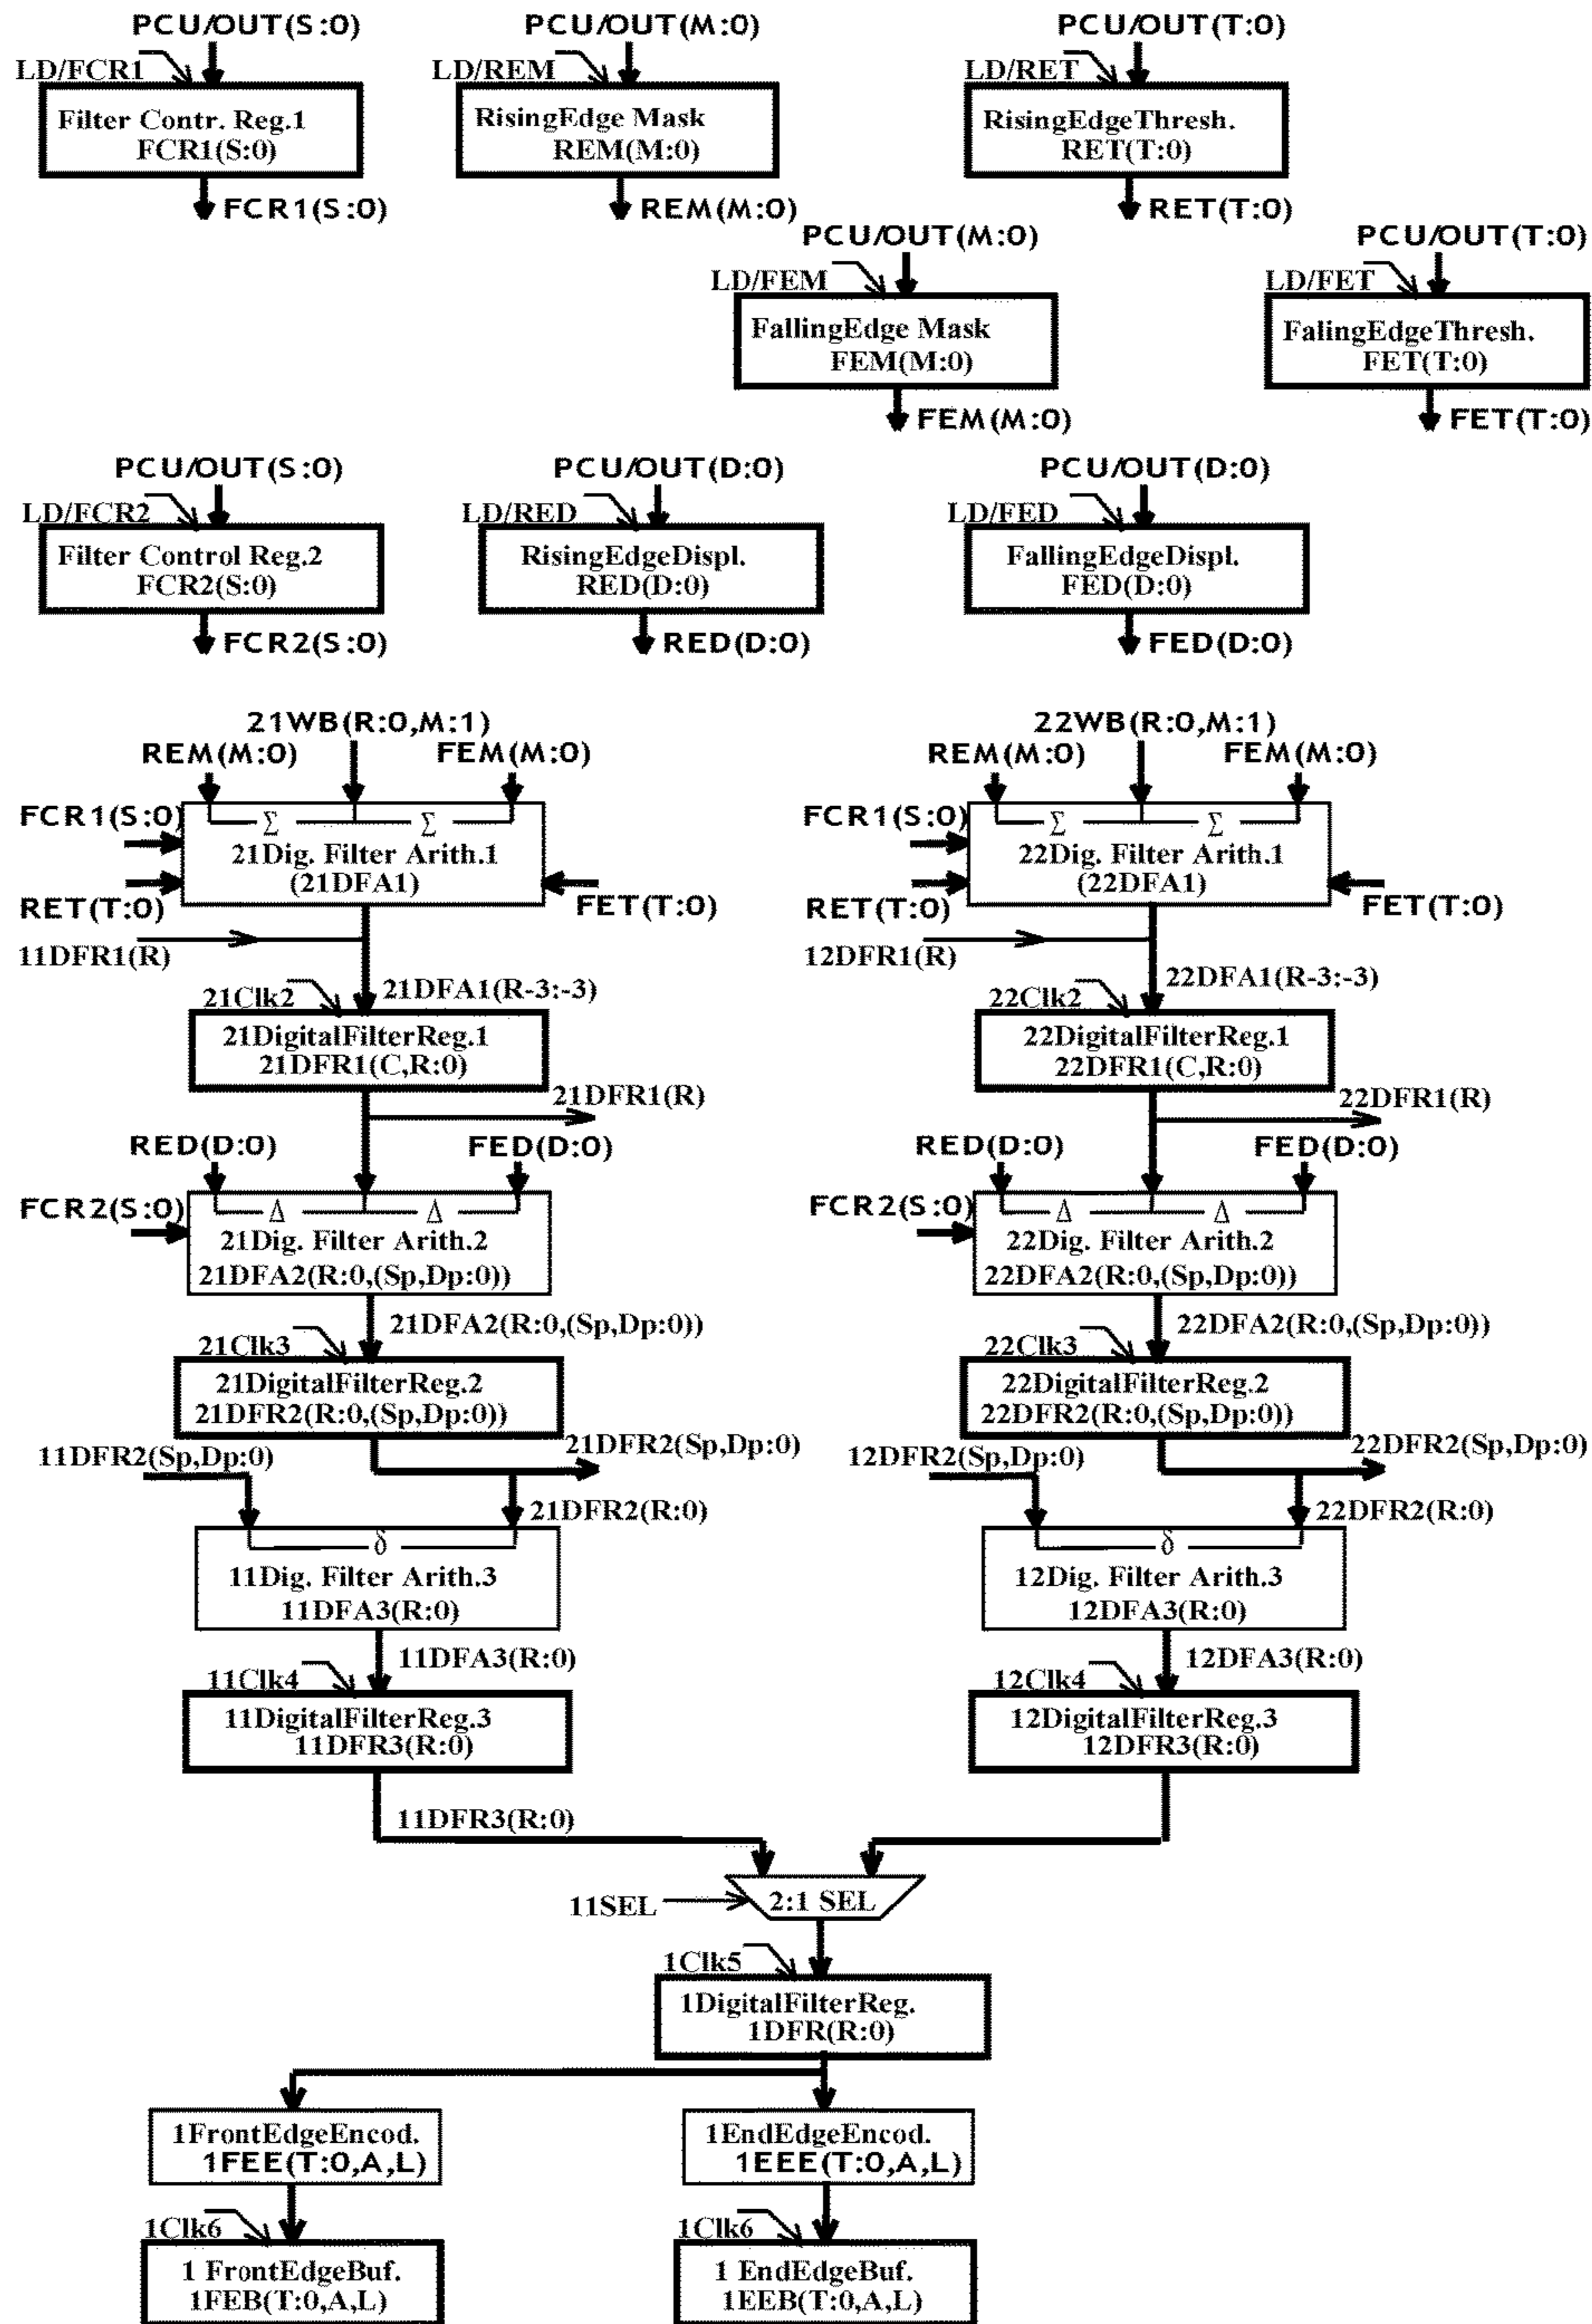 PCU/OUT(S:0)
PCU/OUT(M:0)
PCU/OUT(T:0)
LD/FCR1
LD/REM
LD/RET
Filter Contr. Reg.1
FCR1(S:0)
RisingEdge Mask
REM(M:0)
RisingEdgeThresh.
RET(T:0)
FCR1(S:0)
REM(M:0)
RET(T:0)
PCU/OUT(M:0)
PCU/OUT(T:0)
LD/FEM
LD/FET
FallingEdge Mask
FEM(M:0)
FalingEdgeThresh.
FET(T:0)
FEM(M:0)
FET(T:0)
PCU/OUT(S:0)
PCU/OUT(D:0)
PCU/OUT(D:0)
LD/FCR2
LD/RED
LD/FED
Filter Control Reg.2
FCR2(S:0)
RisingEdgeDispl.
RED(D:0)
FallingEdgeDispl.
FED(D:0)
FCR2(S:0)
RED(D:0)
FED(D:0)
21WB(R:0,M:1)
REM(M:0)
FEM(M:0)
FCR1(S:0)
Σ Σ
21Dig. Filter Arith.1
(21DFA1)
RET(T:0)
FET(T:0)
11DFR1(R)
21DFA1(R-3:-3)
21Clk2
21DigitalFilterReg.1
21DFR1(C,R:0)
21DFR1(R)
RED(D:0)
FED(D:0)
FCR2(S:0)
Δ Δ
21Dig. Filter Arith.2
21DFA2(R:0,(Sp,Dp:0))
21DFA2(R:0,(Sp,Dp:0))
21Clk3
21DigitalFilterReg.2
21DFR2(R:0,(Sp,Dp:0))
11DFR2(Sp,Dp:0)
21DFR2(Sp,Dp:0)
21DFR2(R:0)
δ
11Dig. Filter Arith.3
11DFA3(R:0)
11DFA3(R:0)
11Clk4
11DigitalFilterReg.3
11DFR3(R:0)
11DFR3(R:0)
22WB(R:0,M:1)
REM(M:0)
FEM(M:0)
FCR1(S:0)
Σ Σ
22Dig. Filter Arith.1
(22DFA1)
RET(T:0)
FET(T:0)
12DFR1(R)
22DFA1(R-3:-3)
22Clk2
22DigitalFilterReg.1
22DFR1(C,R:0)
22DFR1(R)
RED(D:0)
FED(D:0)
FCR2(S:0)
Δ Δ
22Dig. Filter Arith.2
22DFA2(R:0,(Sp,Dp:0))
22DFA2(R:0,(Sp,Dp:0))
22Clk3
22DigitalFilterReg.2
22DFR2(R:0,(Sp,Dp:0))
12DFR2(Sp,Dp:0)
22DFR2(Sp,Dp:0)
22DFR2(R:0)
δ
12Dig. Filter Arith.3
12DFA3(R:0)
12DFA3(R:0)
12Clk4
12DigitalFilterReg.3
12DFR3(R:0)
11SEL
2:1 SEL
1Clk5
1DigitalFilterReg.
1DFR(R:0)
1FrontEdgeEncod.
1FEE(T:0,A,L)
1EndEdgeEncod.
1EEE(T:0,A,L)
1Clk6
1Clk6
1 FrontEdgeBuf.
1FEB(T:0,A,L)
1 EndEdgeBuf.
1EEB(T:0,A,L)